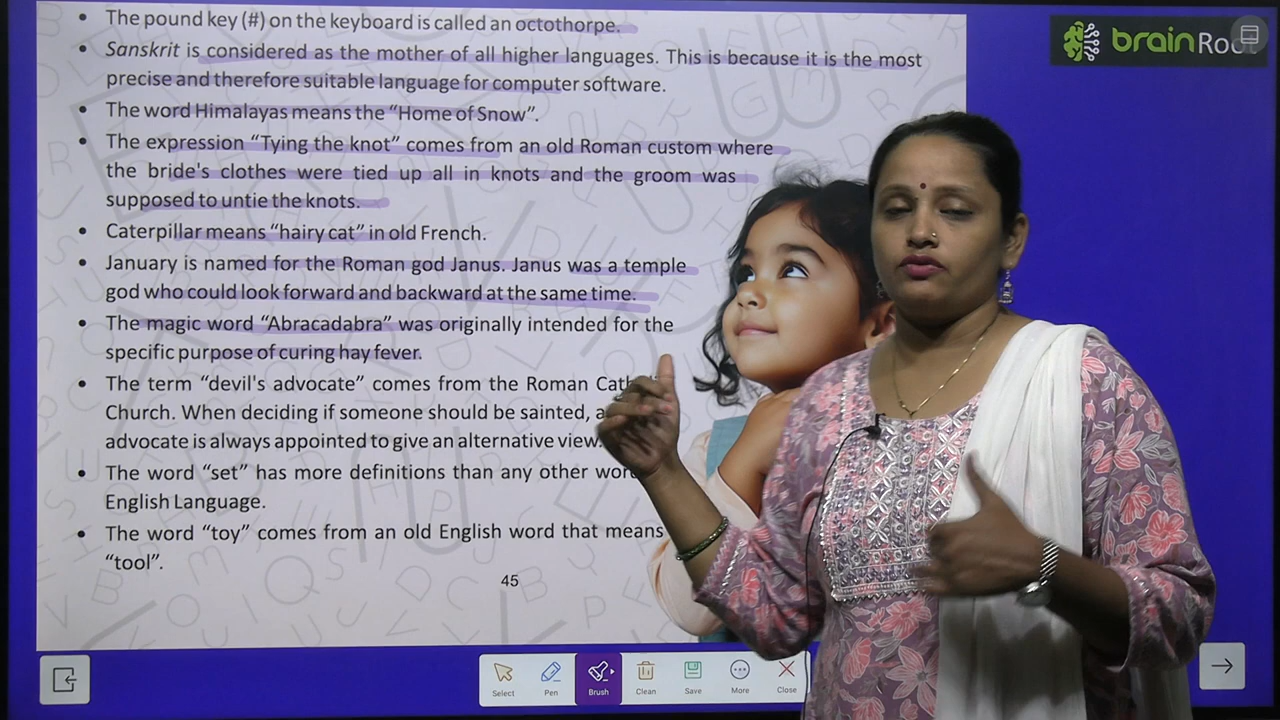 • The pound key (#) on the keyboard is called an octothorpe.
brainRoot
• Sanskrit is considered as the mother of all higher languages. This is because it is the most
precise and therefore suitable language for computer software.
• The word Himalayas means the “Home of Snow”.
• The expression “Tying the knot” comes from an old Roman custom where
the bride's clothes were tied up all in knots and the groom was
supposed to untie the knots.
• Caterpillar means “hairy cat” in old French.
• January is named for the Roman god Janus. Janus was a temple
god who could look forward and backward at the same time.
• The magic word “Abracadabra” was originally intended for the
specific purpose of curing hay fever.
• The term “devil's advocate” comes from the Roman
Church. When deciding if someone should be sainted,
advocate is always appointed to give an alternative view.
• The word “set” has more definitions than any other
English Language.
• The word “toy” comes from an old English word that means
“tool”.
45
Select Pen Brush Clean Save More Close